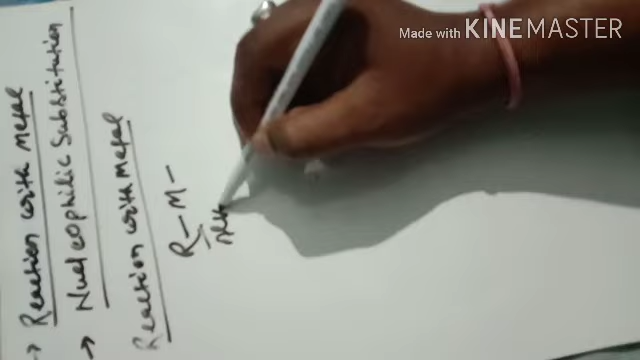 → Reaction with metal
→ Nucleophilic Substitution
Reaction with Metal
R - M -
Made with KINEMASTER